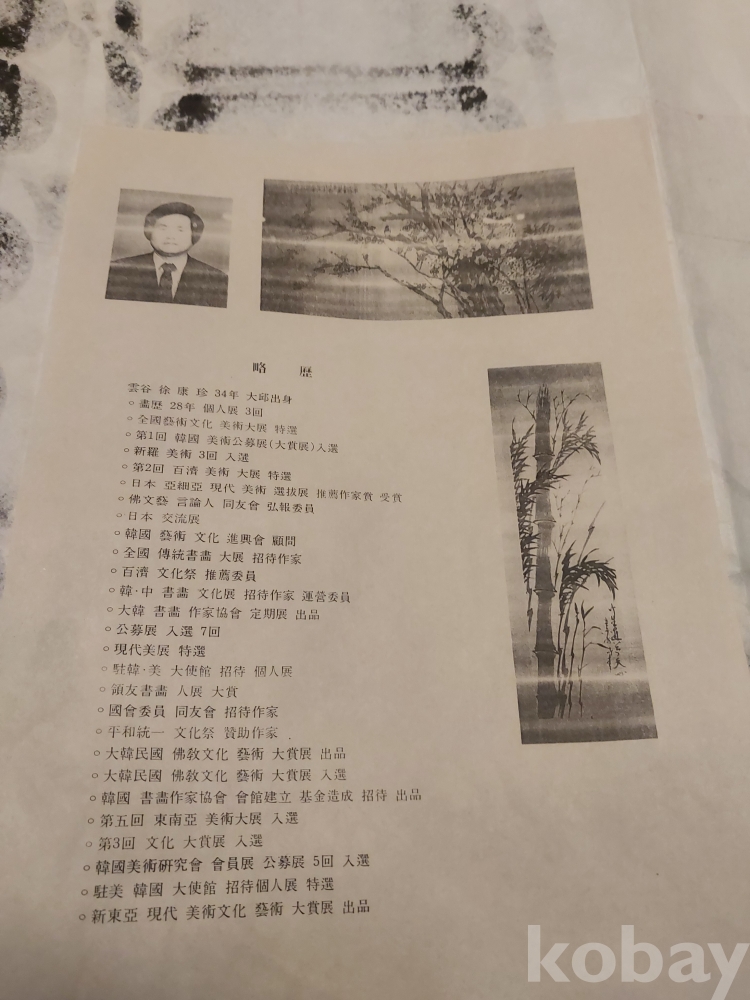 略 歷
雲谷 徐 康 珍 34年 大邱出身
○畵歷 28年 個人展 3回
○全國藝術文化 美術大展 特選
○第1回 韓國 美術公募展(大賞展)入選
○新羅 美術 3回 入選
○第2回 百濟 美術 大展 特選
○日本 亞細亞 現代 美術 選拔展 推薦作家賞 受賞
○佛文藝 言論人 同友會 弘報委員
○日本 交流展
○韓國 藝術 文化 進興會 顧問
○全國 傳統書畵 大展 招待作家
○百濟 文化祭 推薦委員
○韓·中 書畵 文化展 招待作家 運營委員
○大韓 書畵 作家協會 定期展 出品
○公募展 入選 7回
○現代美展 特選
○駐韓·美 大使館 招待 個人展
○領友書畵 人展 大賞
○國會委員 同友會 招待作家
○平和統一 文化祭 贊助作家
○大韓民國 佛敎文化 藝術 大賞展 出品
○大韓民國 佛敎文化 藝術 大賞展 入選
○韓國 書畵作家協會 會館建立 基金造成 招待 出品
○第五回 東南亞 美術大展 入選
○第3回 文化 大賞展 入選
○韓國美術硏究會 會員展 公募展 5回 入選
○駐美 韓國 大使館 招待個人展 特選
○新東亞 現代 美術文化 藝術 大賞展 出品
kobay